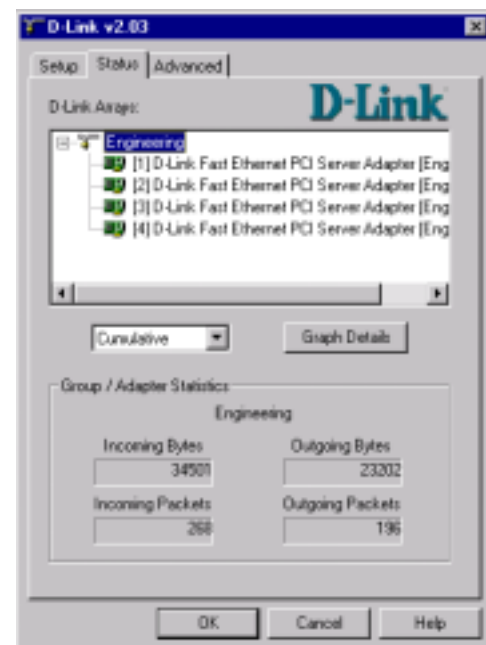 D-Link v2.03
Setup Status Advanced
D-Link Arrays:
D-Link
Engineering
[1] D-Link Fast Ethernet PCI Server Adapter [Eng
[2] D-Link Fast Ethernet PCI Server Adapter [Eng
[3] D-Link Fast Ethernet PCI Server Adapter [Eng
[4] D-Link Fast Ethernet PCI Server Adapter [Eng
Cumulative
Graph Details
Group / Adapter Statistics
Engineering
Incoming Bytes Outgoing Bytes
34501 23202
Incoming Packets Outgoing Packets
268 196
OK Cancel Help